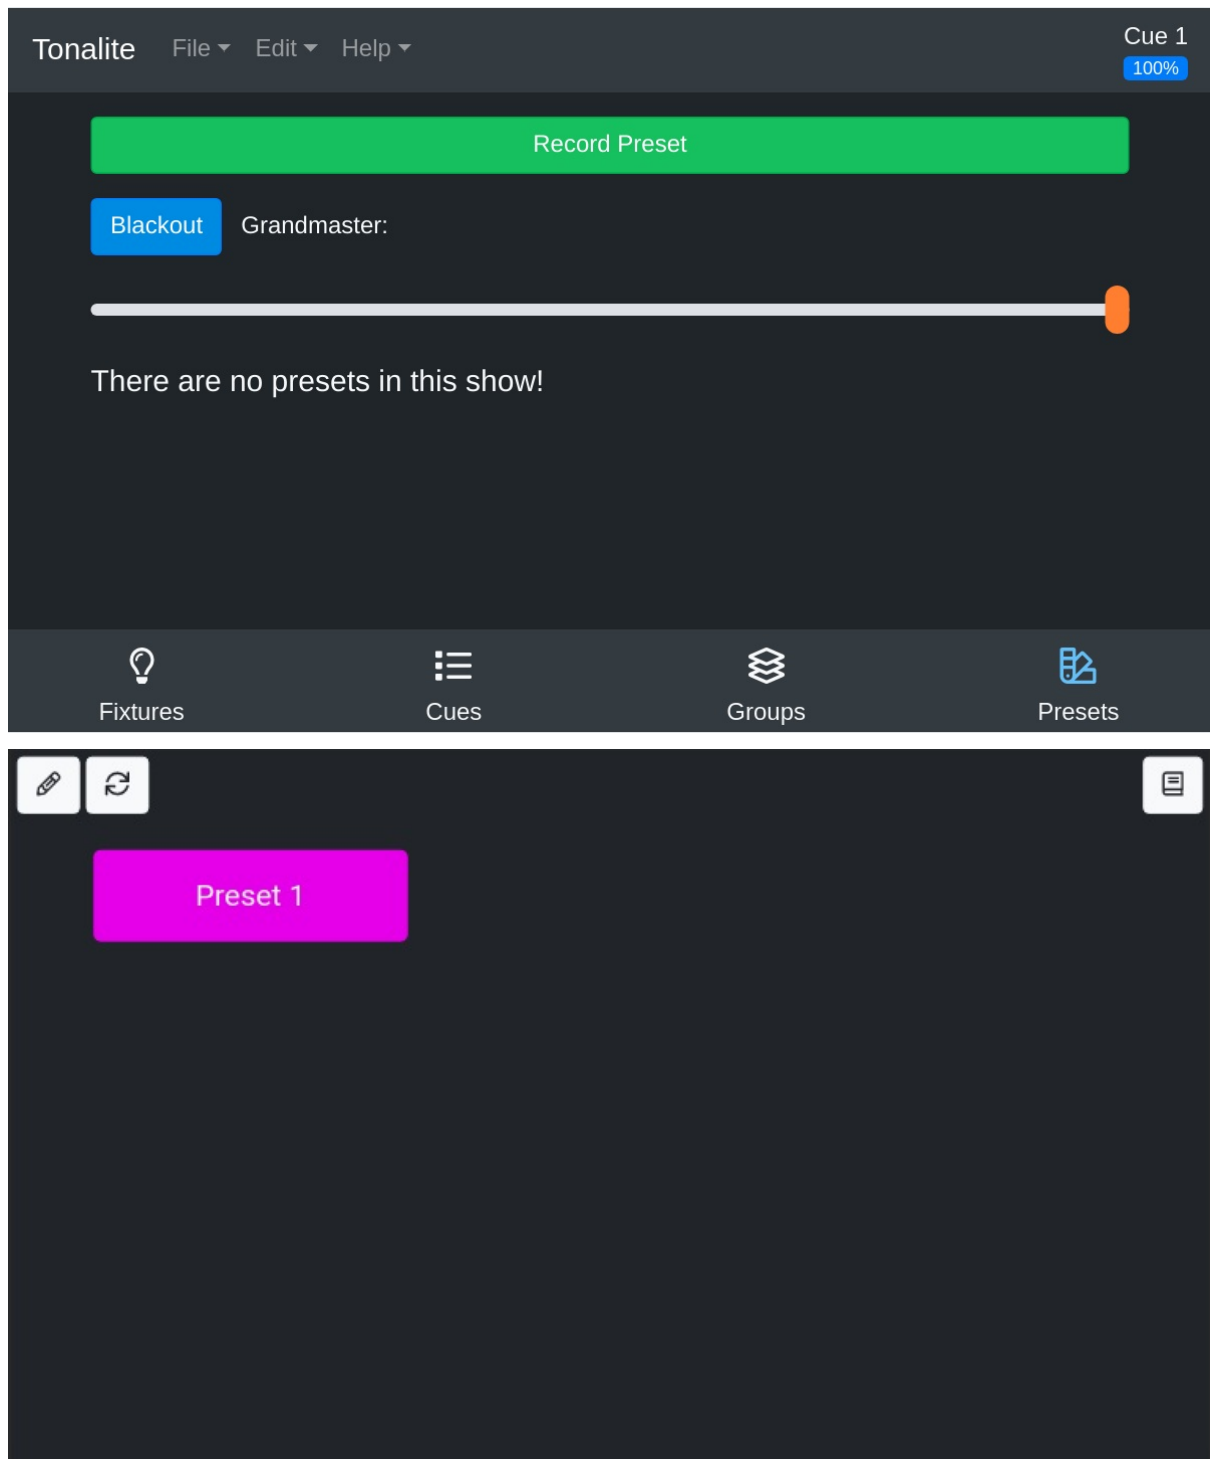 Tonalite File Edit Help Cue 1
100%
Record Preset
Blackout Grandmaster:
There are no presets in this show!
Fixtures Cues Groups Presets
Preset 1